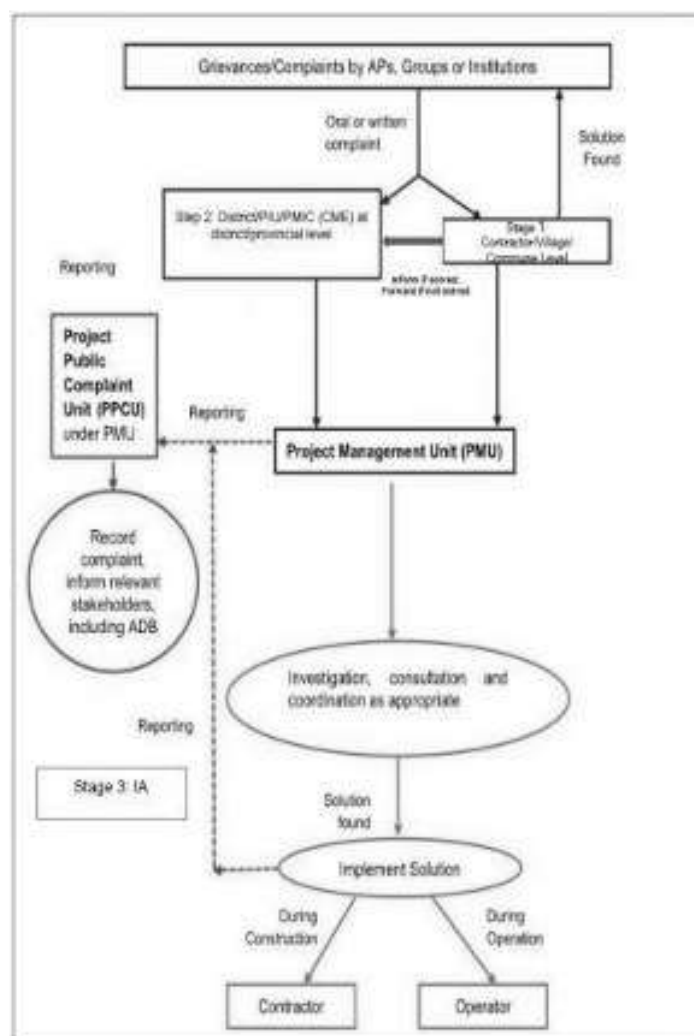 Grievances/Complaints by APs, Groups or Institutions
Oral or written
complaint
Solution
Found
Step 2: District/PIU/PMIC (CME) at
district/provincial level
Stage 1
Contractor/Village/
Commune Level
Reporting
Project
Public
Complaint
Unit (PPCU)
under PMU
Reporting
Project Management Unit (PMU)
Record
complaint,
inform relevant
stakeholders,
including ADB
Investigation, consultation and
coordination as appropriate
Reporting
Stage 3: IA
Solution
found
Implement Solution
During
Construction
During
Operation
Contractor
Operator